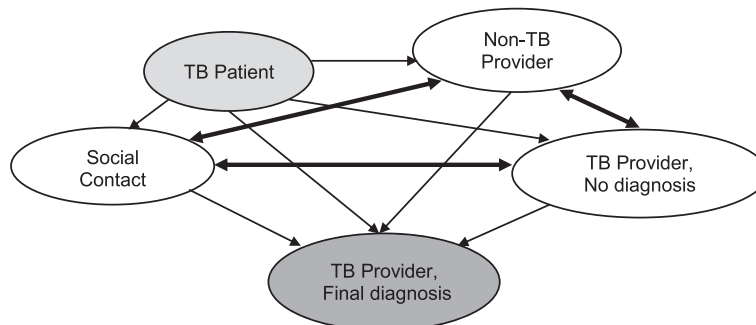 Non-TB
Provider
TB Patient
Social
Contact
TB Provider,
No diagnosis
TB Provider,
Final diagnosis